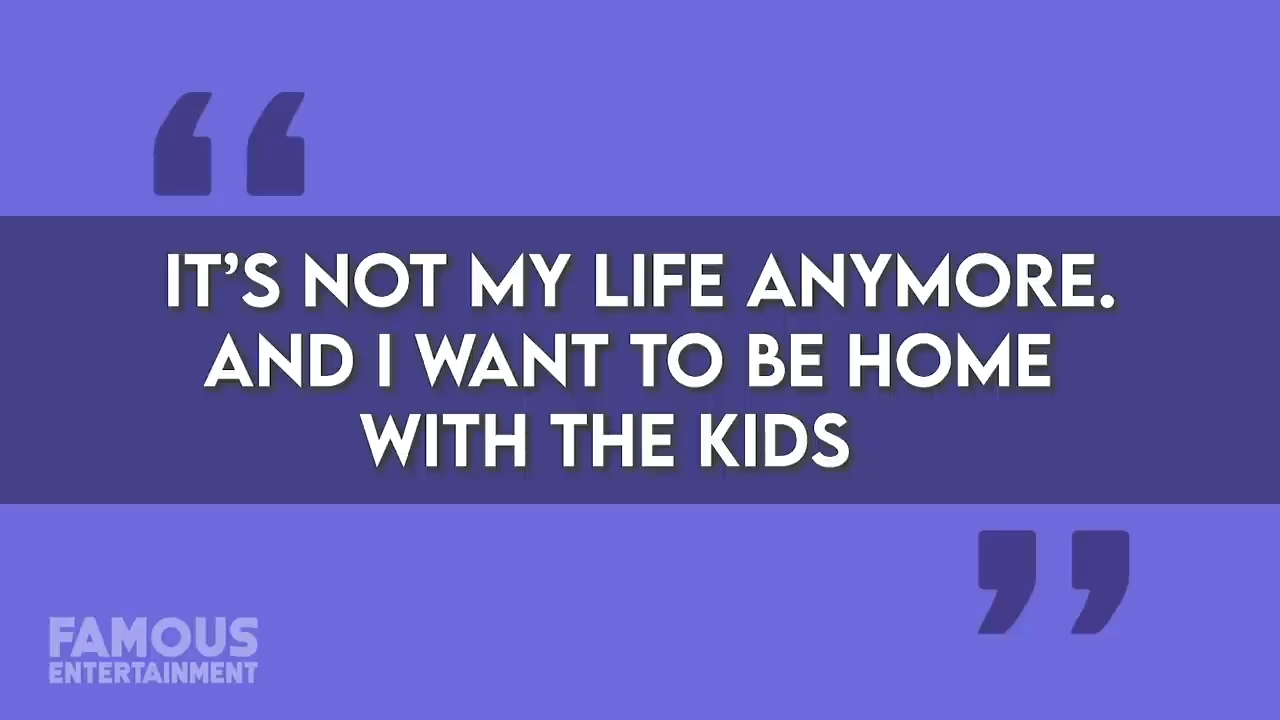 IT’S NOT MY LIFE ANYMORE.
AND I WANT TO BE HOME
WITH THE KIDS
FAMOUS
ENTERTAINMENT